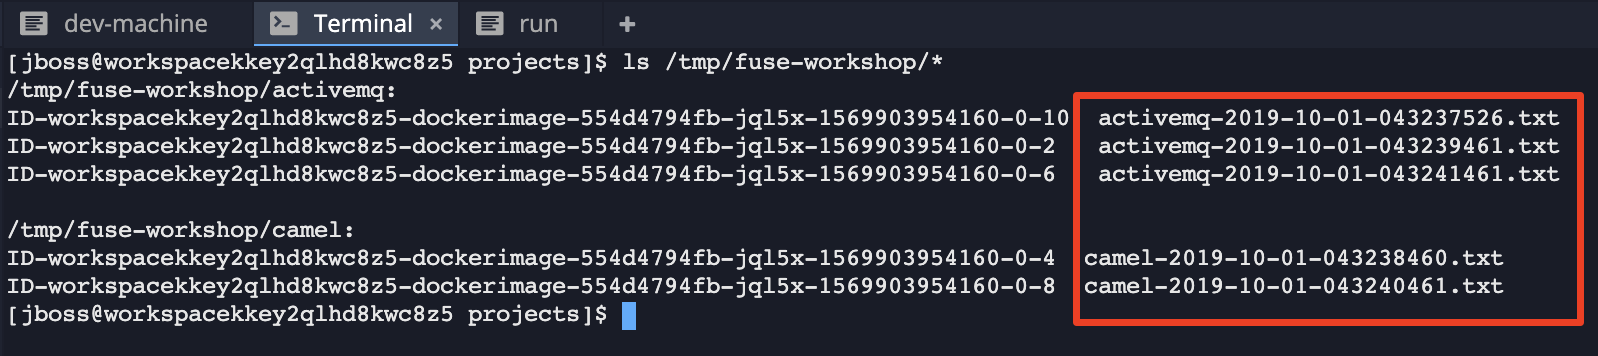 dev-machine Terminal × run +
[jboss@workspacekkey2qlhd8kwc8z5 projects]$ ls /tmp/fuse-workshop/*
/tmp/fuse-workshop/activemq:
ID-workspacekkey2qlhd8kwc8z5-dockerimage-554d4794fb-jql5x-1569903954160-0-10 activemq-2019-10-01-043237526.txt
ID-workspacekkey2qlhd8kwc8z5-dockerimage-554d4794fb-jql5x-1569903954160-0-2 activemq-2019-10-01-043239461.txt
ID-workspacekkey2qlhd8kwc8z5-dockerimage-554d4794fb-jql5x-1569903954160-0-6 activemq-2019-10-01-043241461.txt
/tmp/fuse-workshop/camel:
ID-workspacekkey2qlhd8kwc8z5-dockerimage-554d4794fb-jql5x-1569903954160-0-4 camel-2019-10-01-043238460.txt
ID-workspacekkey2qlhd8kwc8z5-dockerimage-554d4794fb-jql5x-1569903954160-0-8 camel-2019-10-01-043240461.txt
[jboss@workspacekkey2qlhd8kwc8z5 projects]$